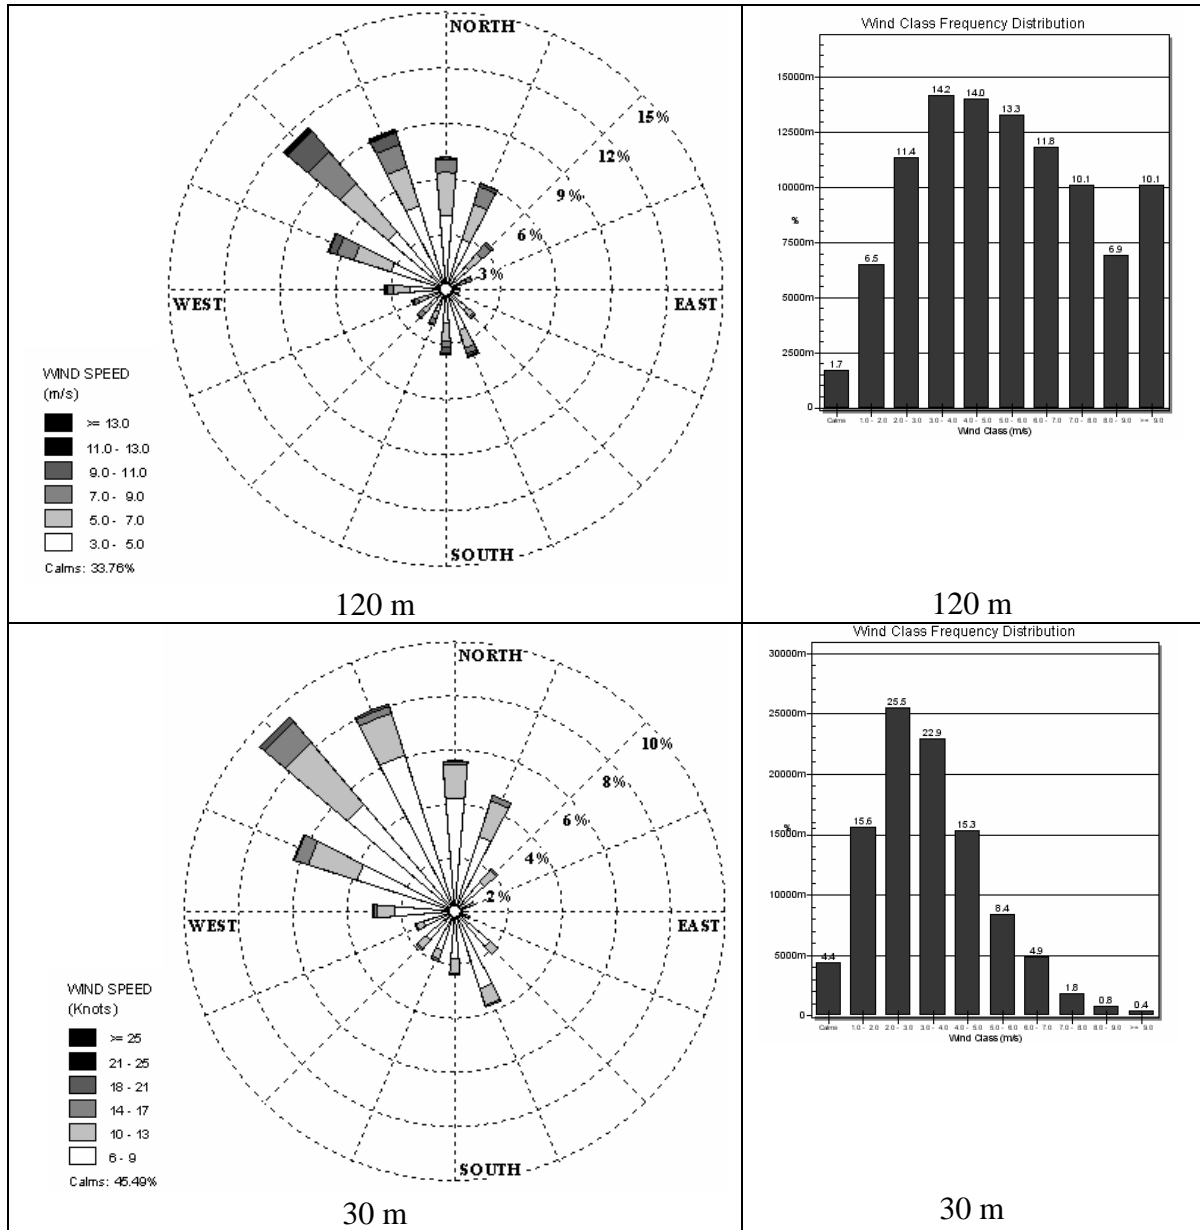 NORTH
15%
12%
9%
6%
3%
WEST
EAST
SOUTH
WIND SPEED
(m/s)
>= 13.0
11.0 - 13.0
9.0 - 11.0
7.0 - 9.0
5.0 - 7.0
3.0 - 5.0
Calms: 33.76%
120 m
Wind Class Frequency Distribution
15000m
12500m
10000m
%
7500m
5000m
2500m
0
1.7
6.5
11.4
14.2
14.0
13.3
11.8
10.1
6.9
10.1
Calms 1.0 - 2.0 2.0 - 3.0 3.0 - 4.0 4.0 - 5.0 5.0 - 6.0 6.0 - 7.0 7.0 - 8.0 8.0 - 9.0 >= 9.0
Wind Class (m/s)
120 m
NORTH
10%
8%
6%
4%
2%
WEST
EAST
SOUTH
WIND SPEED
(Knots)
>= 25
21 - 25
18 - 21
14 - 17
10 - 13
6 - 9
Calms: 45.49%
30 m
Wind Class Frequency Distribution
30000m
25000m
20000m
%
15000m
10000m
5000m
0
4.4
15.6
25.5
22.9
15.3
8.4
4.9
1.8
0.8
0.4
Calms 1.0 - 2.0 2.0 - 3.0 3.0 - 4.0 4.0 - 5.0 5.0 - 6.0 6.0 - 7.0 7.0 - 8.0 8.0 - 9.0 >= 9.0
Wind Class (m/s)
30 m